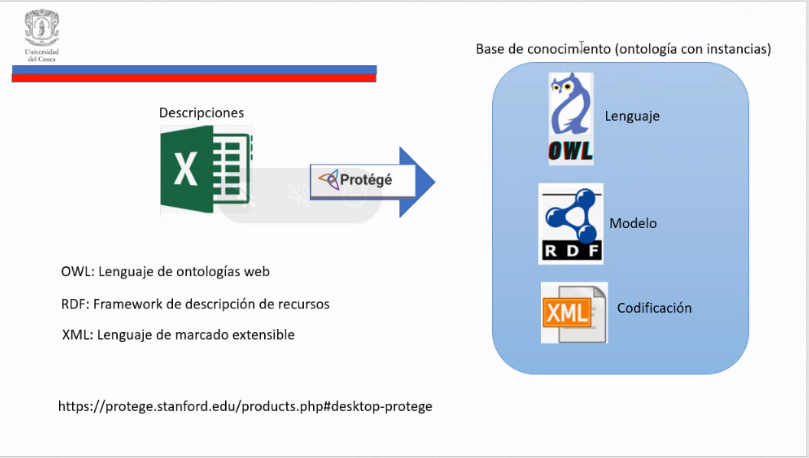 Universidad
del Cauca
Base de conocimiento (ontología con instancias)
Descripciones
X
Protégé
OWL
Lenguaje
RDF
Modelo
XML
Codificación
OWL: Lenguaje de ontologías web
RDF: Framework de descripción de recursos
XML: Lenguaje de marcado extensible
https://protege.stanford.edu/products.php#desktop-protege